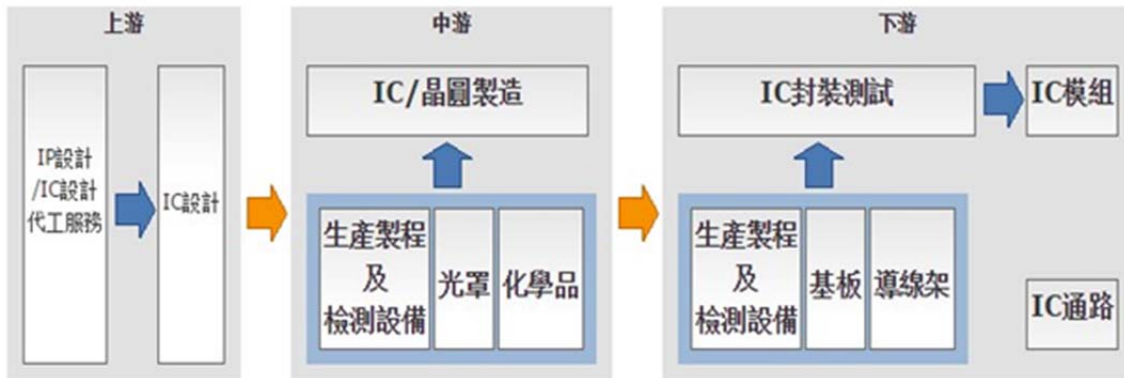 上游
IP設計
/IC設計
代工服務
IC設計
中游
IC/晶圓製造
生產製程
及
檢測設備
光罩
化學品
下游
IC封裝測試
IC模組
生產製程
及
檢測設備
基板
導線架
IC通路